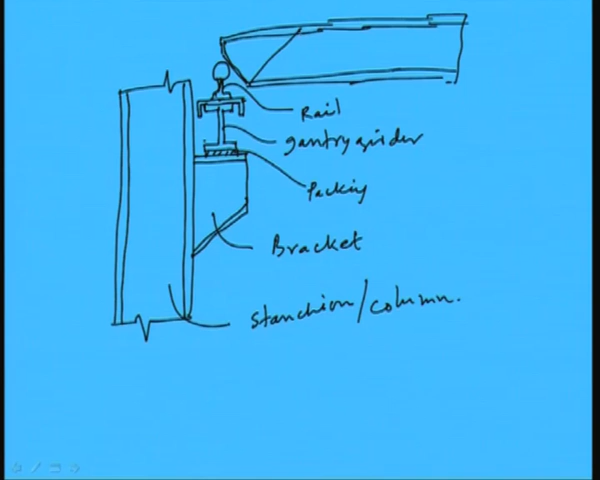 Rail
gantry girder
Packing
Bracket
Stanchion/column.